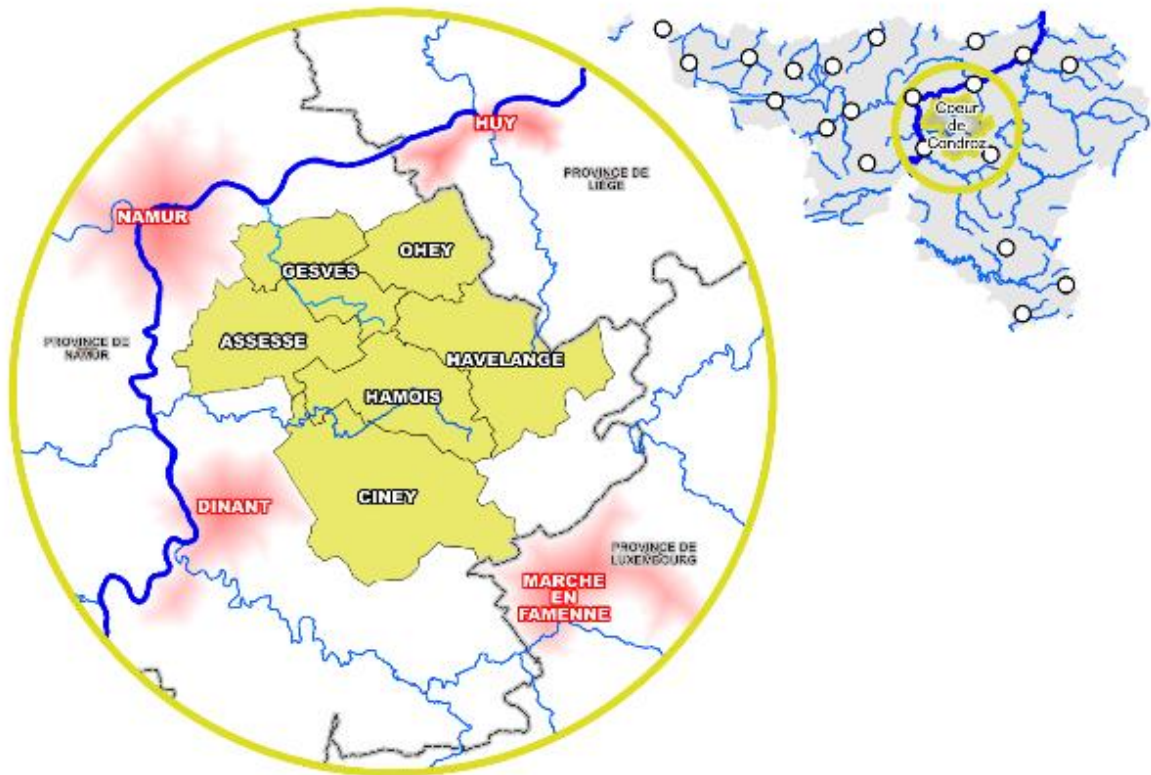 HUY
PROVINCE DE
LIÉGE
NAMUR
OHEY
GESVES
PROVINCE DE
NAMUR
ASSESSE
HAVELANGE
HAMOIS
CINEY
DINANT
PROVINCE DE
LUXEMBOURG
MARCHE
EN
FAMENNE
Coeur
de
Condroz